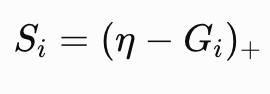 S_i = (η − G_i)_+